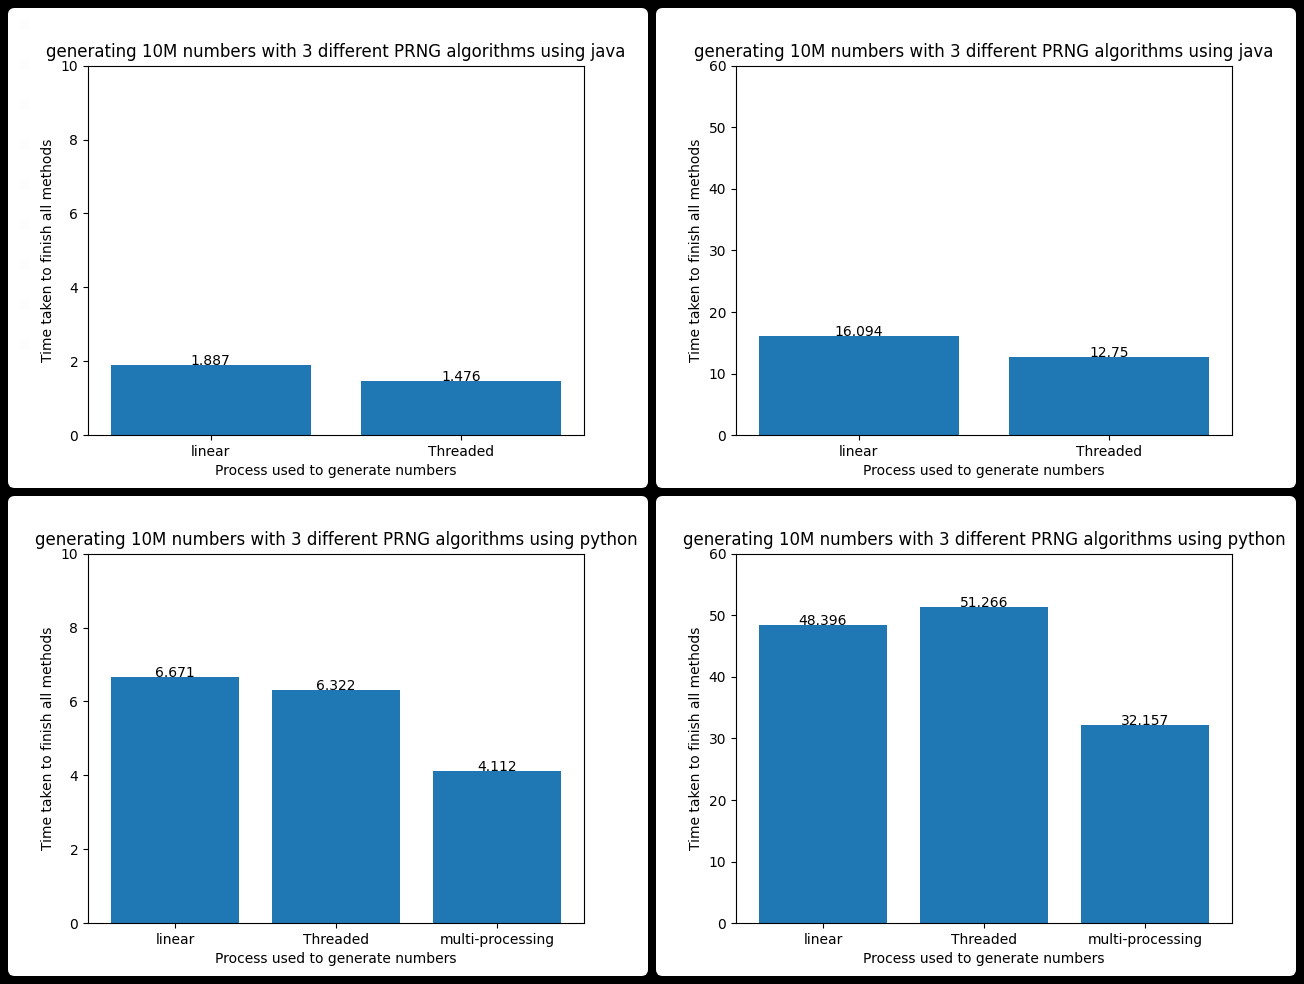 generating 10M numbers with 3 different PRNG algorithms using java
10
8
6
4
2
0
Time taken to finish all methods
1.887
1.476
linear Threaded
Process used to generate numbers
generating 10M numbers with 3 different PRNG algorithms using java
60
50
40
30
20
10
0
Time taken to finish all methods
16.094
12.75
linear Threaded
Process used to generate numbers
generating 10M numbers with 3 different PRNG algorithms using python
10
8
6
4
2
0
Time taken to finish all methods
6.671
6.322
4.112
linear Threaded multi-processing
Process used to generate numbers
generating 10M numbers with 3 different PRNG algorithms using python
60
50
40
30
20
10
0
Time taken to finish all methods
48.396
51.266
32.157
linear Threaded multi-processing
Process used to generate numbers